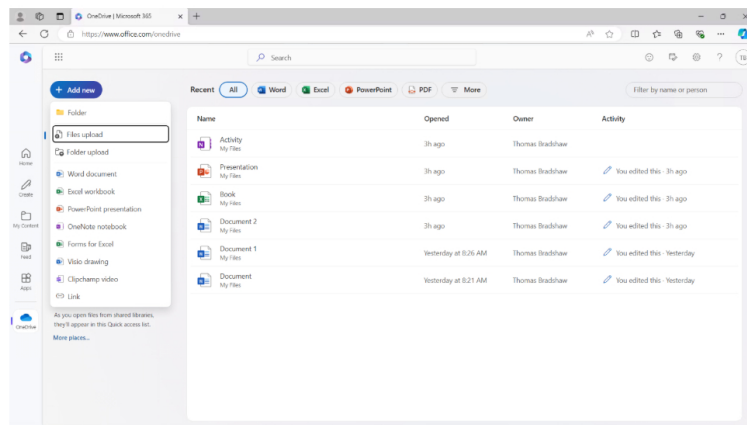 OneDrive | Microsoft 365
https://www.office.com/onedrive
Search
TB
Add new
Recent
All
Word
Excel
PowerPoint
PDF
More
Filter by name or person
Folder
Files upload
Folder upload
Word document
Excel workbook
PowerPoint presentation
OneNote notebook
Forms for Excel
Visio drawing
Clipchamp video
Link
As you open files from shared libraries,
they'll appear in this Quick access list.
More places...
Home
Create
My Content
Feed
Apps
OneDrive
Name Opened Owner Activity
Activity
My Files
3h ago Thomas Bradshaw
Presentation
My Files
3h ago Thomas Bradshaw You edited this · 3h ago
Book
My Files
3h ago Thomas Bradshaw You edited this · 3h ago
Document 2
My Files
3h ago Thomas Bradshaw You edited this · 3h ago
Document 1
My Files
Yesterday at 8:26 AM Thomas Bradshaw You edited this · Yesterday
Document
My Files
Yesterday at 8:21 AM Thomas Bradshaw You edited this · Yesterday